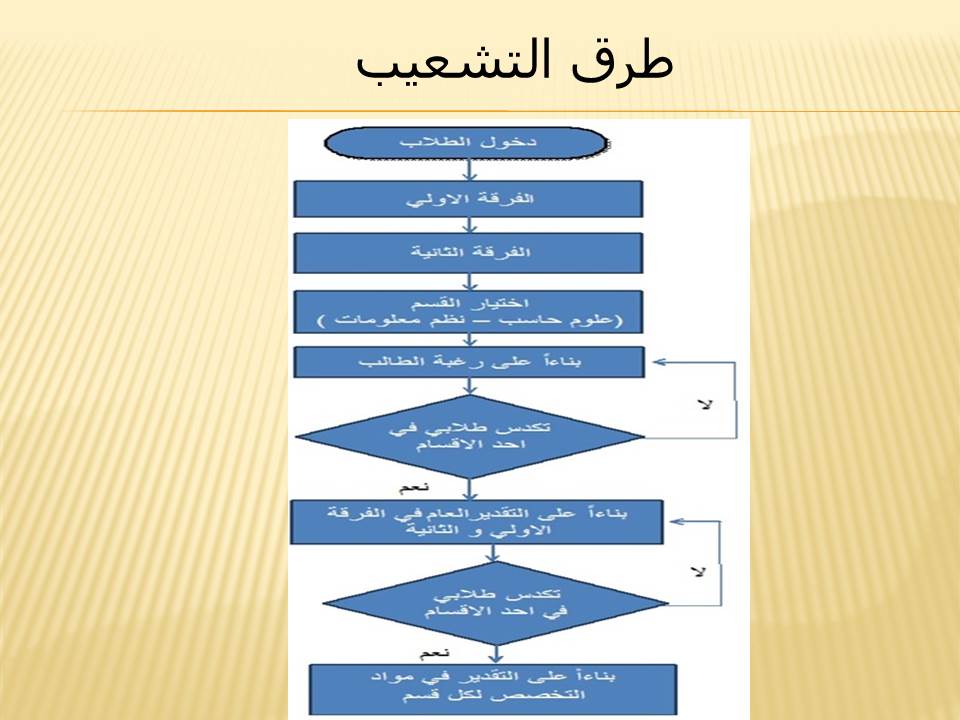 طرق التشعيب
دخول الطلاب
الفرقة الاولي
الفرقة الثانية
اختيار القسم
(علوم حاسب – نظم معلومات )
بناءاً على رغبة الطالب
لا
تكدس طلابي في
احد الاقسام
نعم
بناءاً على التقديرالعام في الفرقة
الاولي و الثانية
لا
تكدس طلابي
في احد الاقسام
نعم
بناءاً على التقدير في مواد
التخصص لكل قسم